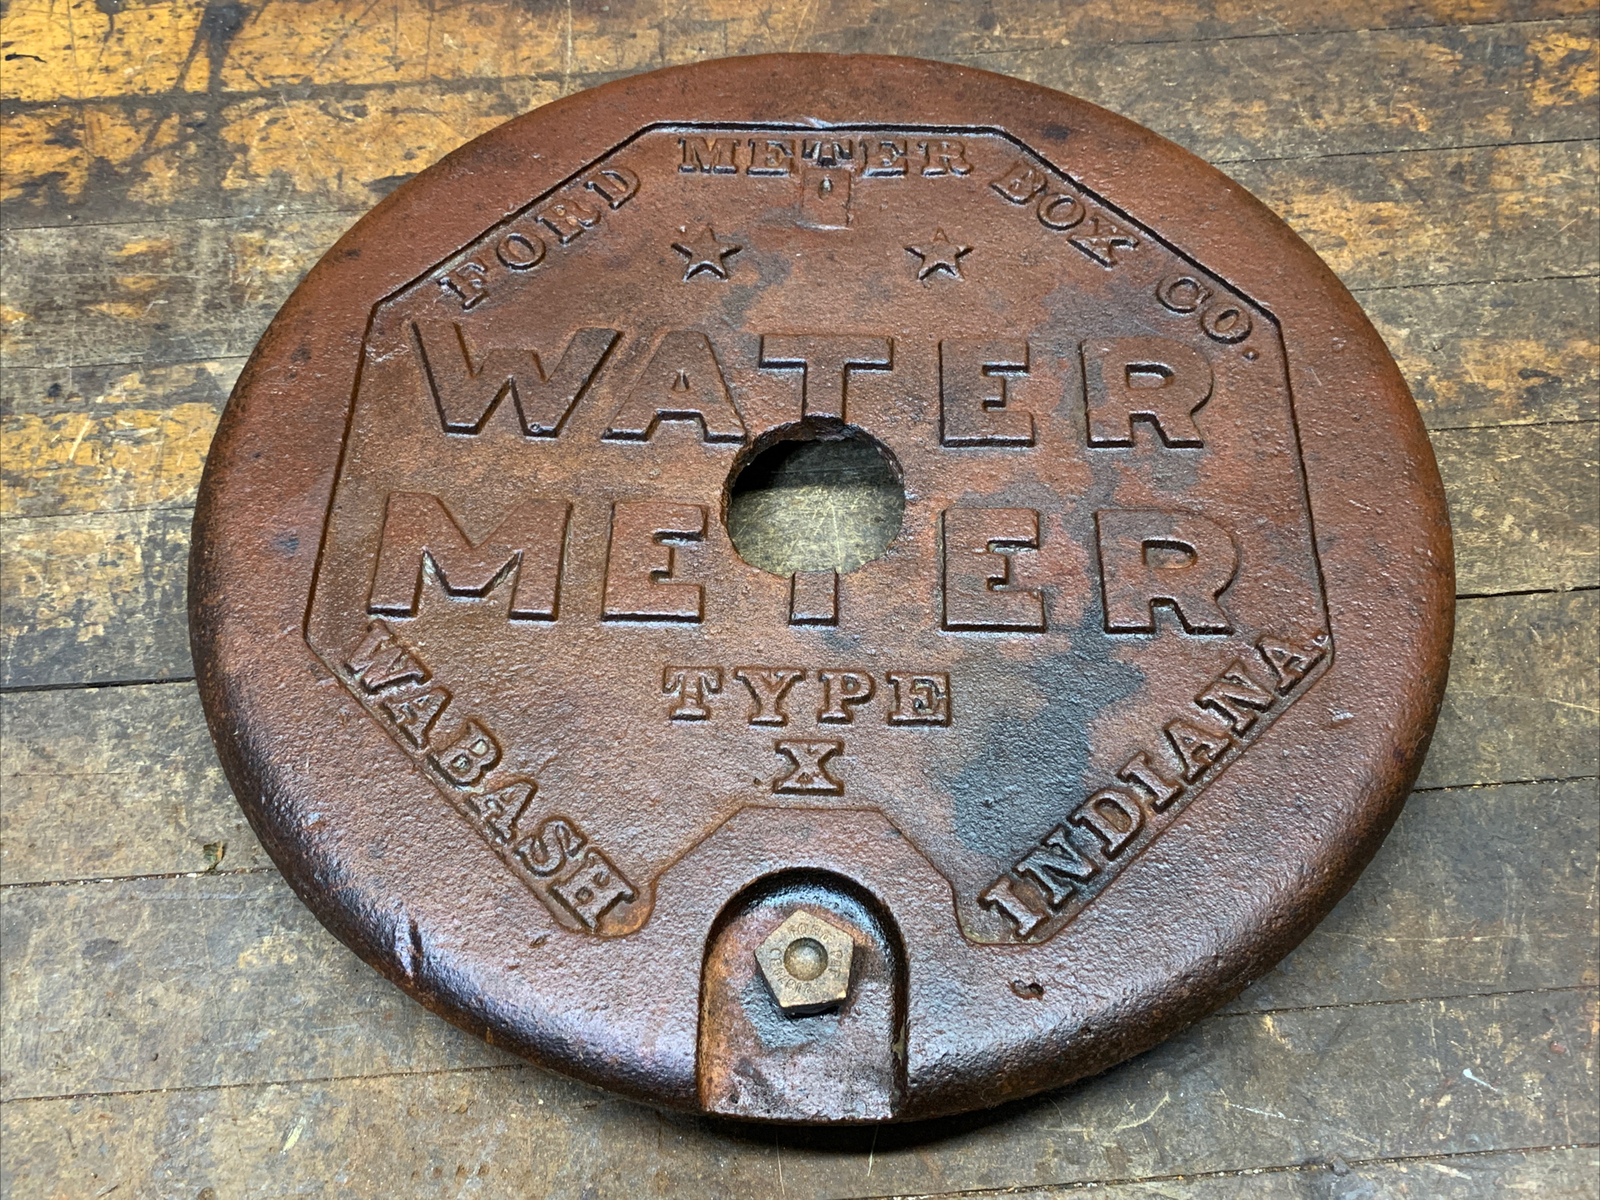 FORD METER BOX CO.
WATER
METER
TYPE
X
WABASH INDIANA.